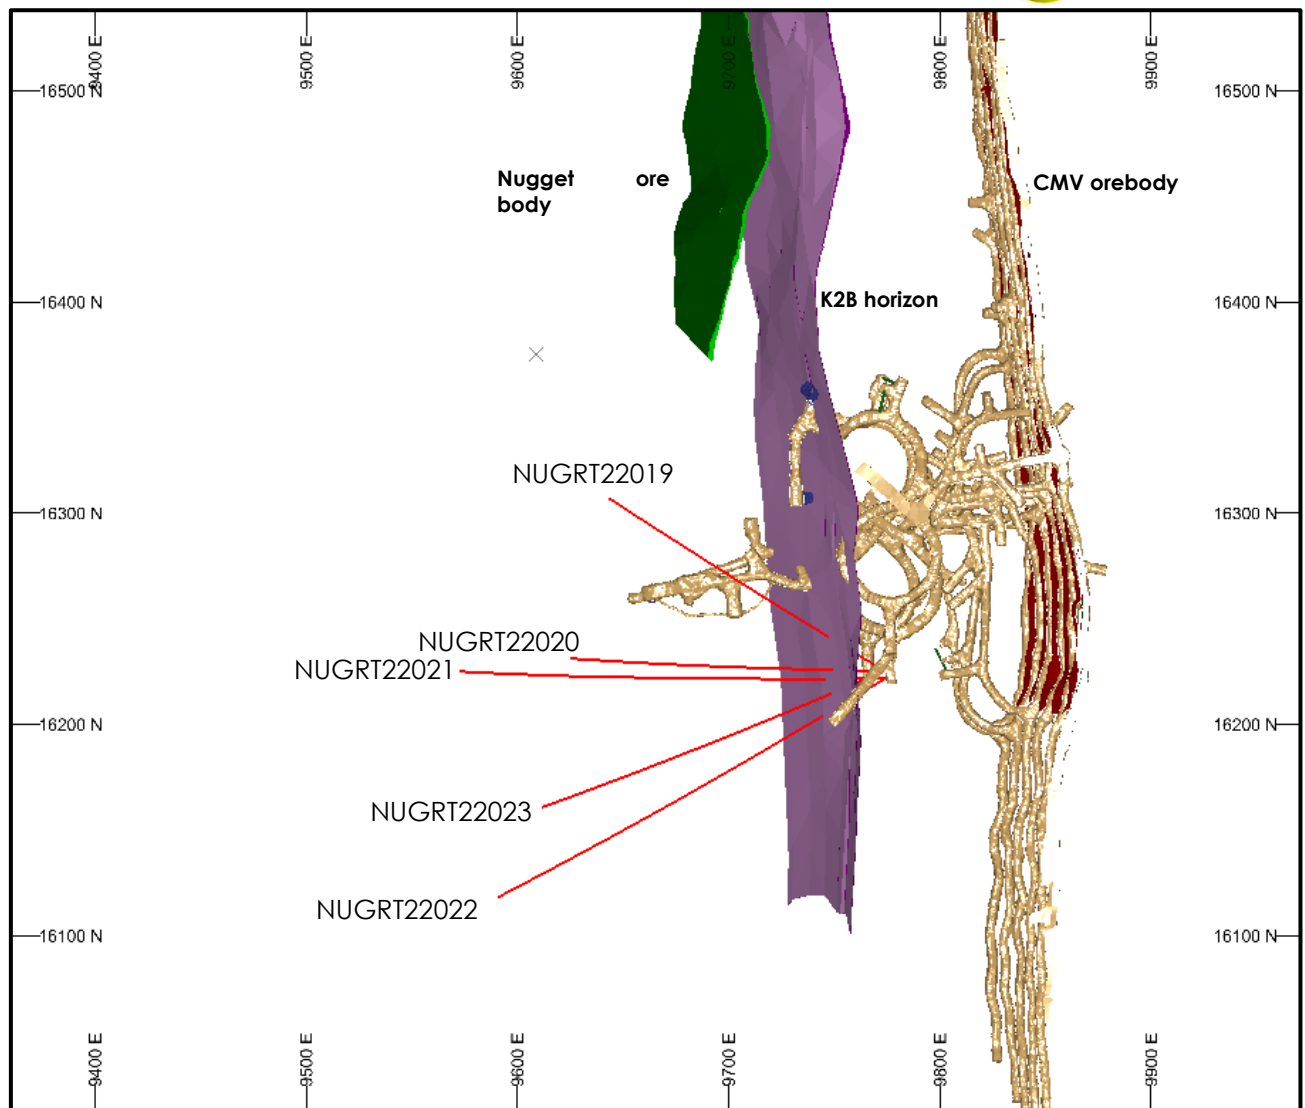 9400 E 9500 E 9600 E 9700 E 9800 E 9900 E
16500 N 16500 N
Nugget ore
body
CMV orebody
16400 N 16400 N
K2B horizon
NUGRT22019
16300 N 16300 N
NUGRT22020
NUGRT22021
16200 N 16200 N
NUGRT22023
NUGRT22022
16100 N 16100 N
9400 E 9500 E 9600 E 9700 E 9800 E 9900 E